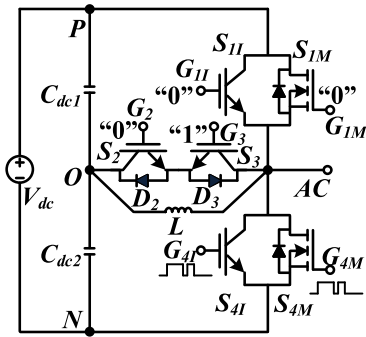 P
S1I
S1M
G1I
"0"
"0"
G1M
Cdc1
G2
"0"
"1"
G3
S2
S3
O
AC
Vdc
D2
D3
L
Cdc2
G4I
G4M
S4I
S4M
N